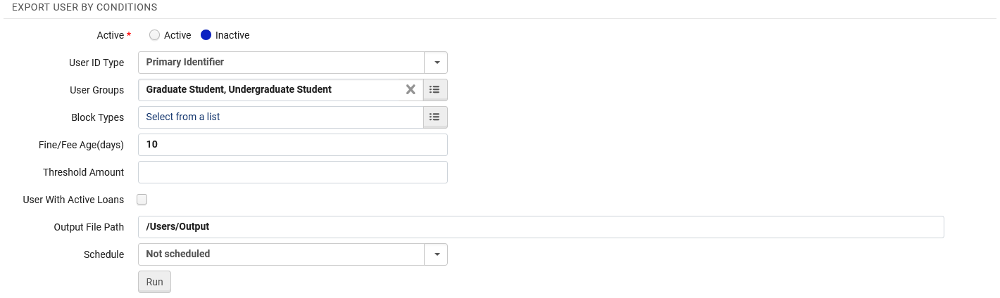 EXPORT USER BY CONDITIONS
Active * Active Inactive
User ID Type Primary Identifier
User Groups Graduate Student, Undergraduate Student
Block Types Select from a list
Fine/Fee Age(days) 10
Threshold Amount
User With Active Loans
Output File Path /Users/Output
Schedule Not scheduled
Run